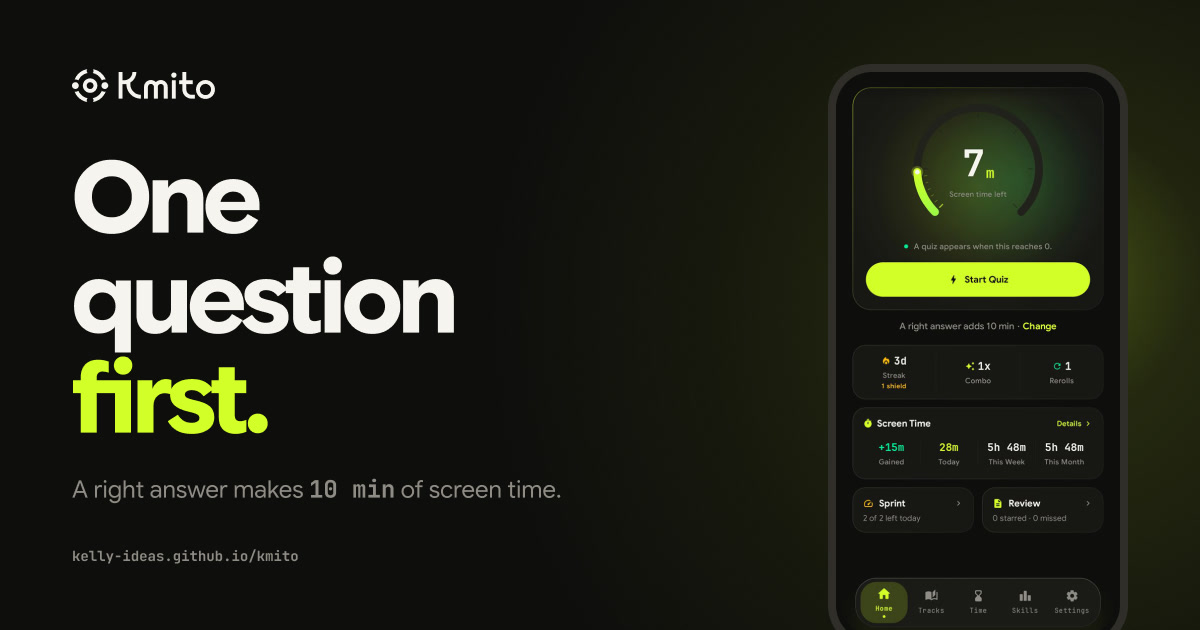 Kmito
One
question
first.
A right answer makes 10 min of screen time.
kelly-ideas.github.io/kmito
7m
Screen time left
A quiz appears when this reaches 0.
Start Quiz
A right answer adds 10 min · Change
3d
Streak
1 shield
1x
Combo
1
Rerolls
Screen Time
Details >
+15m 28m 5h 48m 5h 48m
Gained Today This Week This Month
Sprint >
2 of 2 left today
Review >
0 starred · 0 missed
Home Tracks Time Skills Settings